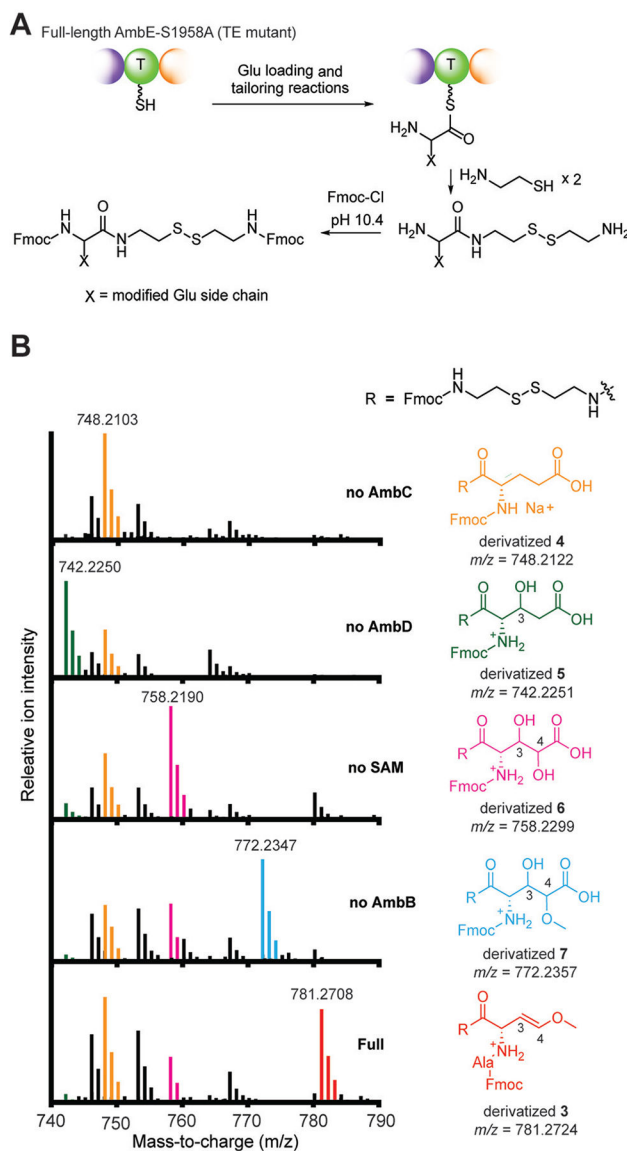 A
Full-length AmbE-S1958A (TE mutant)
T
SH
Glu loading and
tailoring reactions
T
S
H2N
O
X
H2N
SH
x 2
Fmoc-Cl
pH 10.4
Fmoc
H
N
O
N
H
S
S
H
N
Fmoc
X
H2N
O
N
H
S
S
NH2
X
X = modified Glu side chain
B
R = Fmoc
H
N
S
S
N
H
748.2103
no AmbC
742.2250
no AmbD
758.2190
no SAM
772.2347
no AmbB
781.2708
Full
Releative ion intensity
740 750 760 770 780 790
Mass-to-charge (m/z)
O
O
R
OH
NH Na+
Fmoc
derivatized 4
m/z = 748.2122
O
OH
O
R
3
OH
+
NH2
Fmoc
derivatized 5
m/z = 742.2251
O
OH
O
R
3
4
OH
+
NH2
OH
Fmoc
derivatized 6
m/z = 758.2299
O
OH
O
R
3
4
OH
+
NH2
O
Fmoc
derivatized 7
m/z = 772.2357
O
R
3
4
O
+
NH2
Ala
Fmoc
derivatized 3
m/z = 781.2724